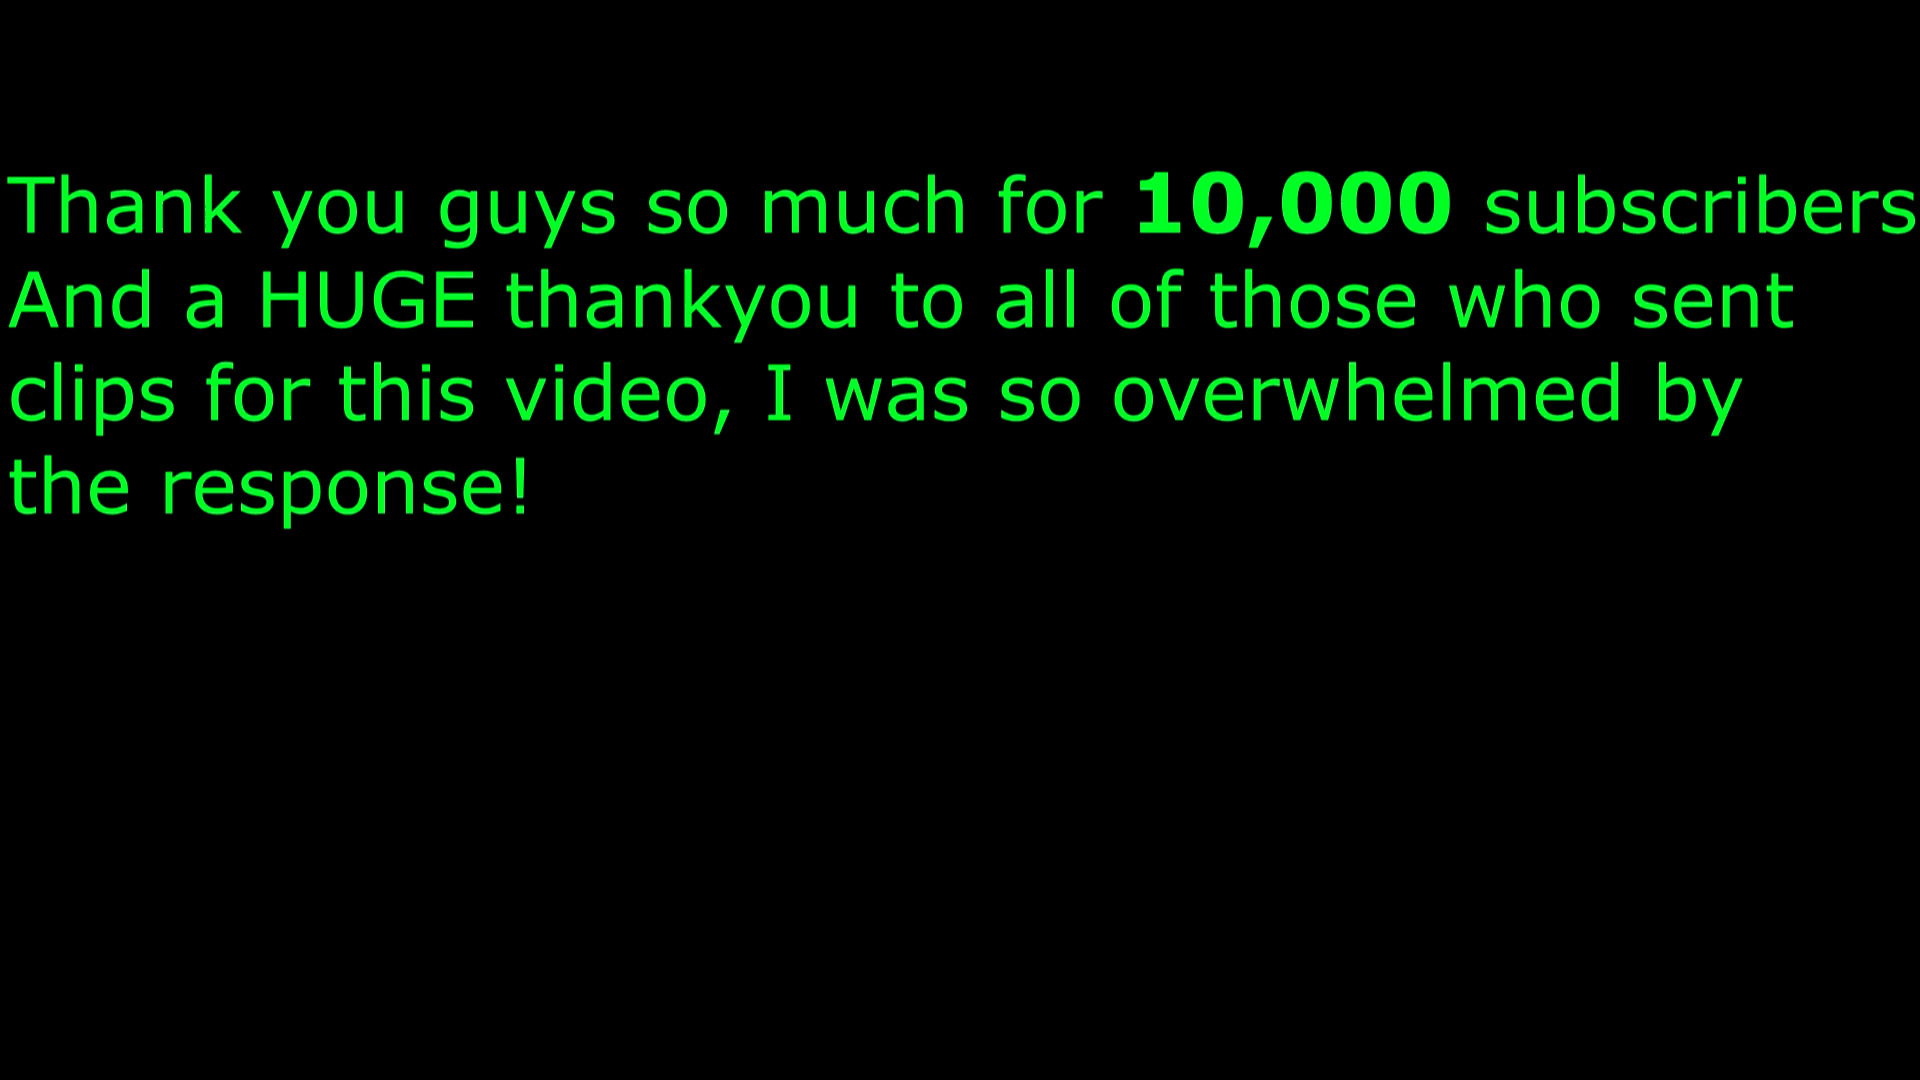 Thank you guys so much for 10,000 subscribers
And a HUGE thankyou to all of those who sent
clips for this video, I was so overwhelmed by
the response!